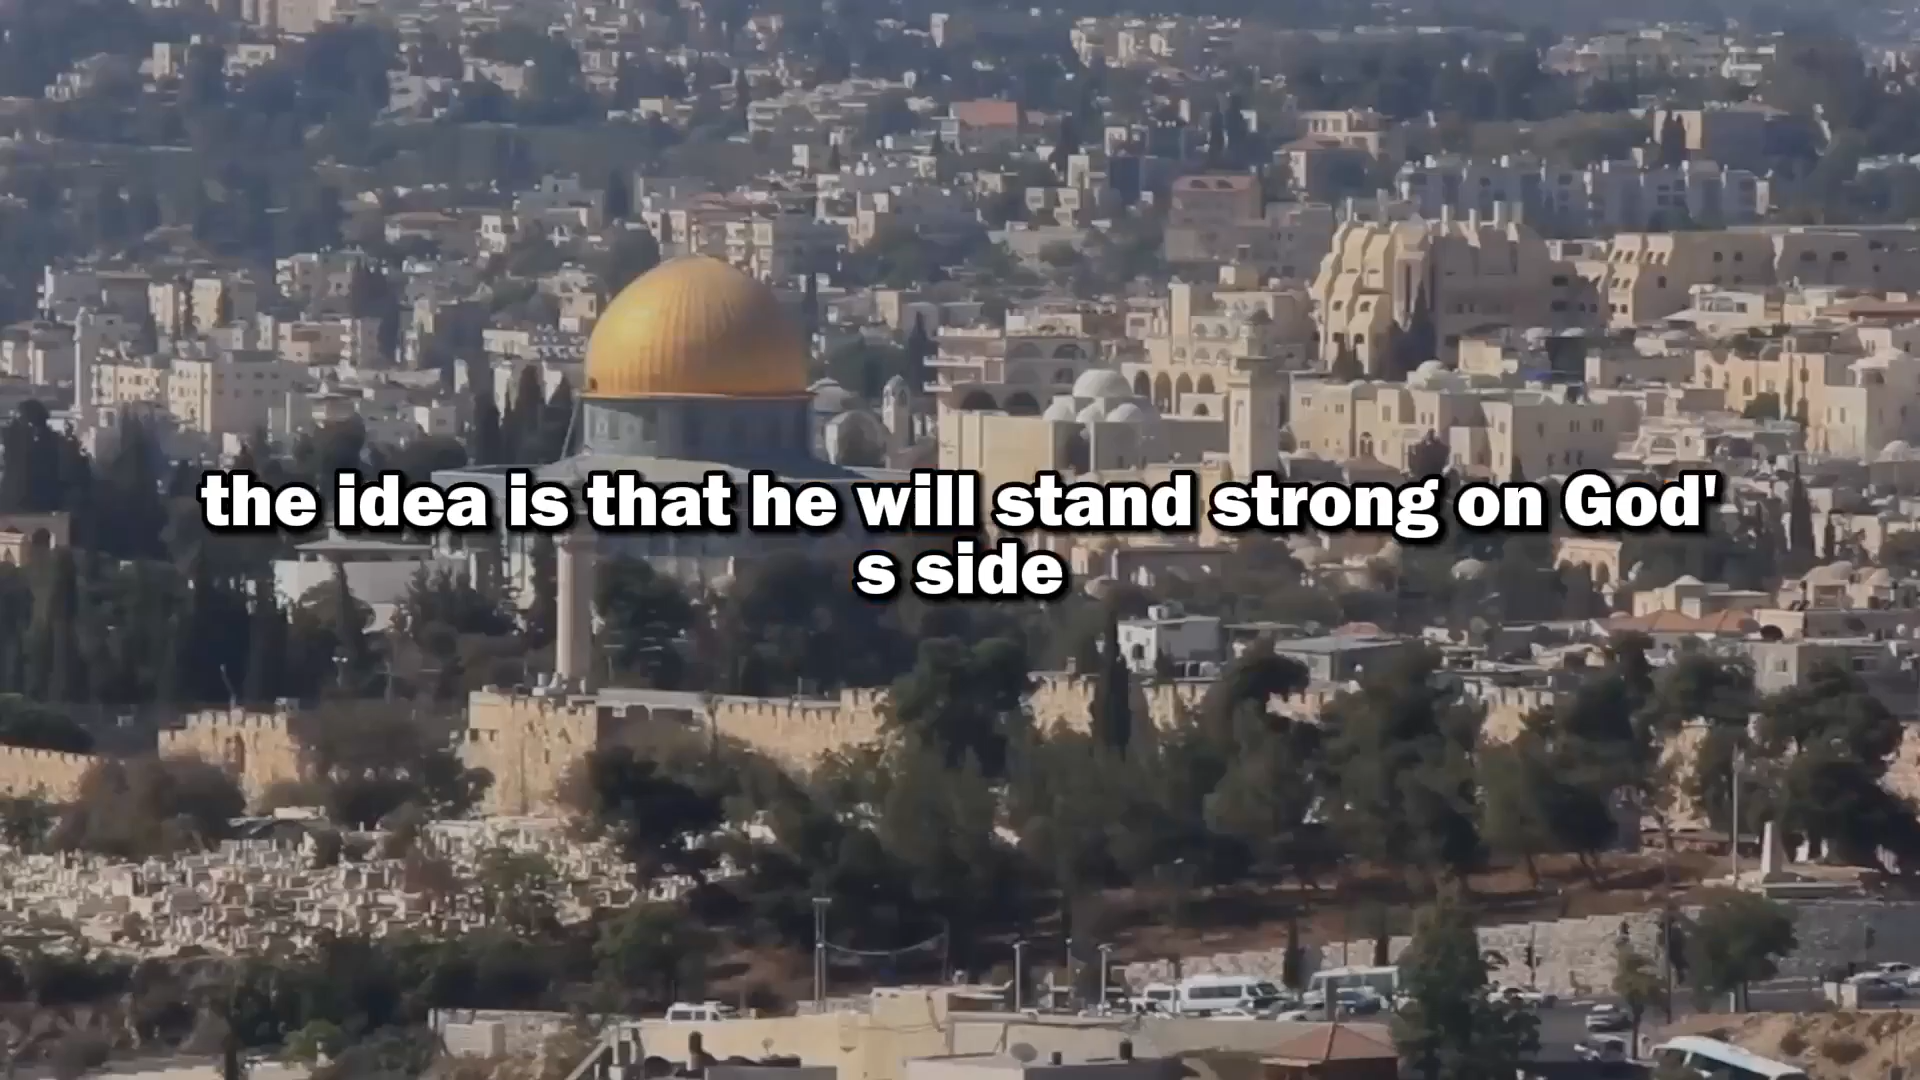 the idea is that he will stand strong on God'
s side